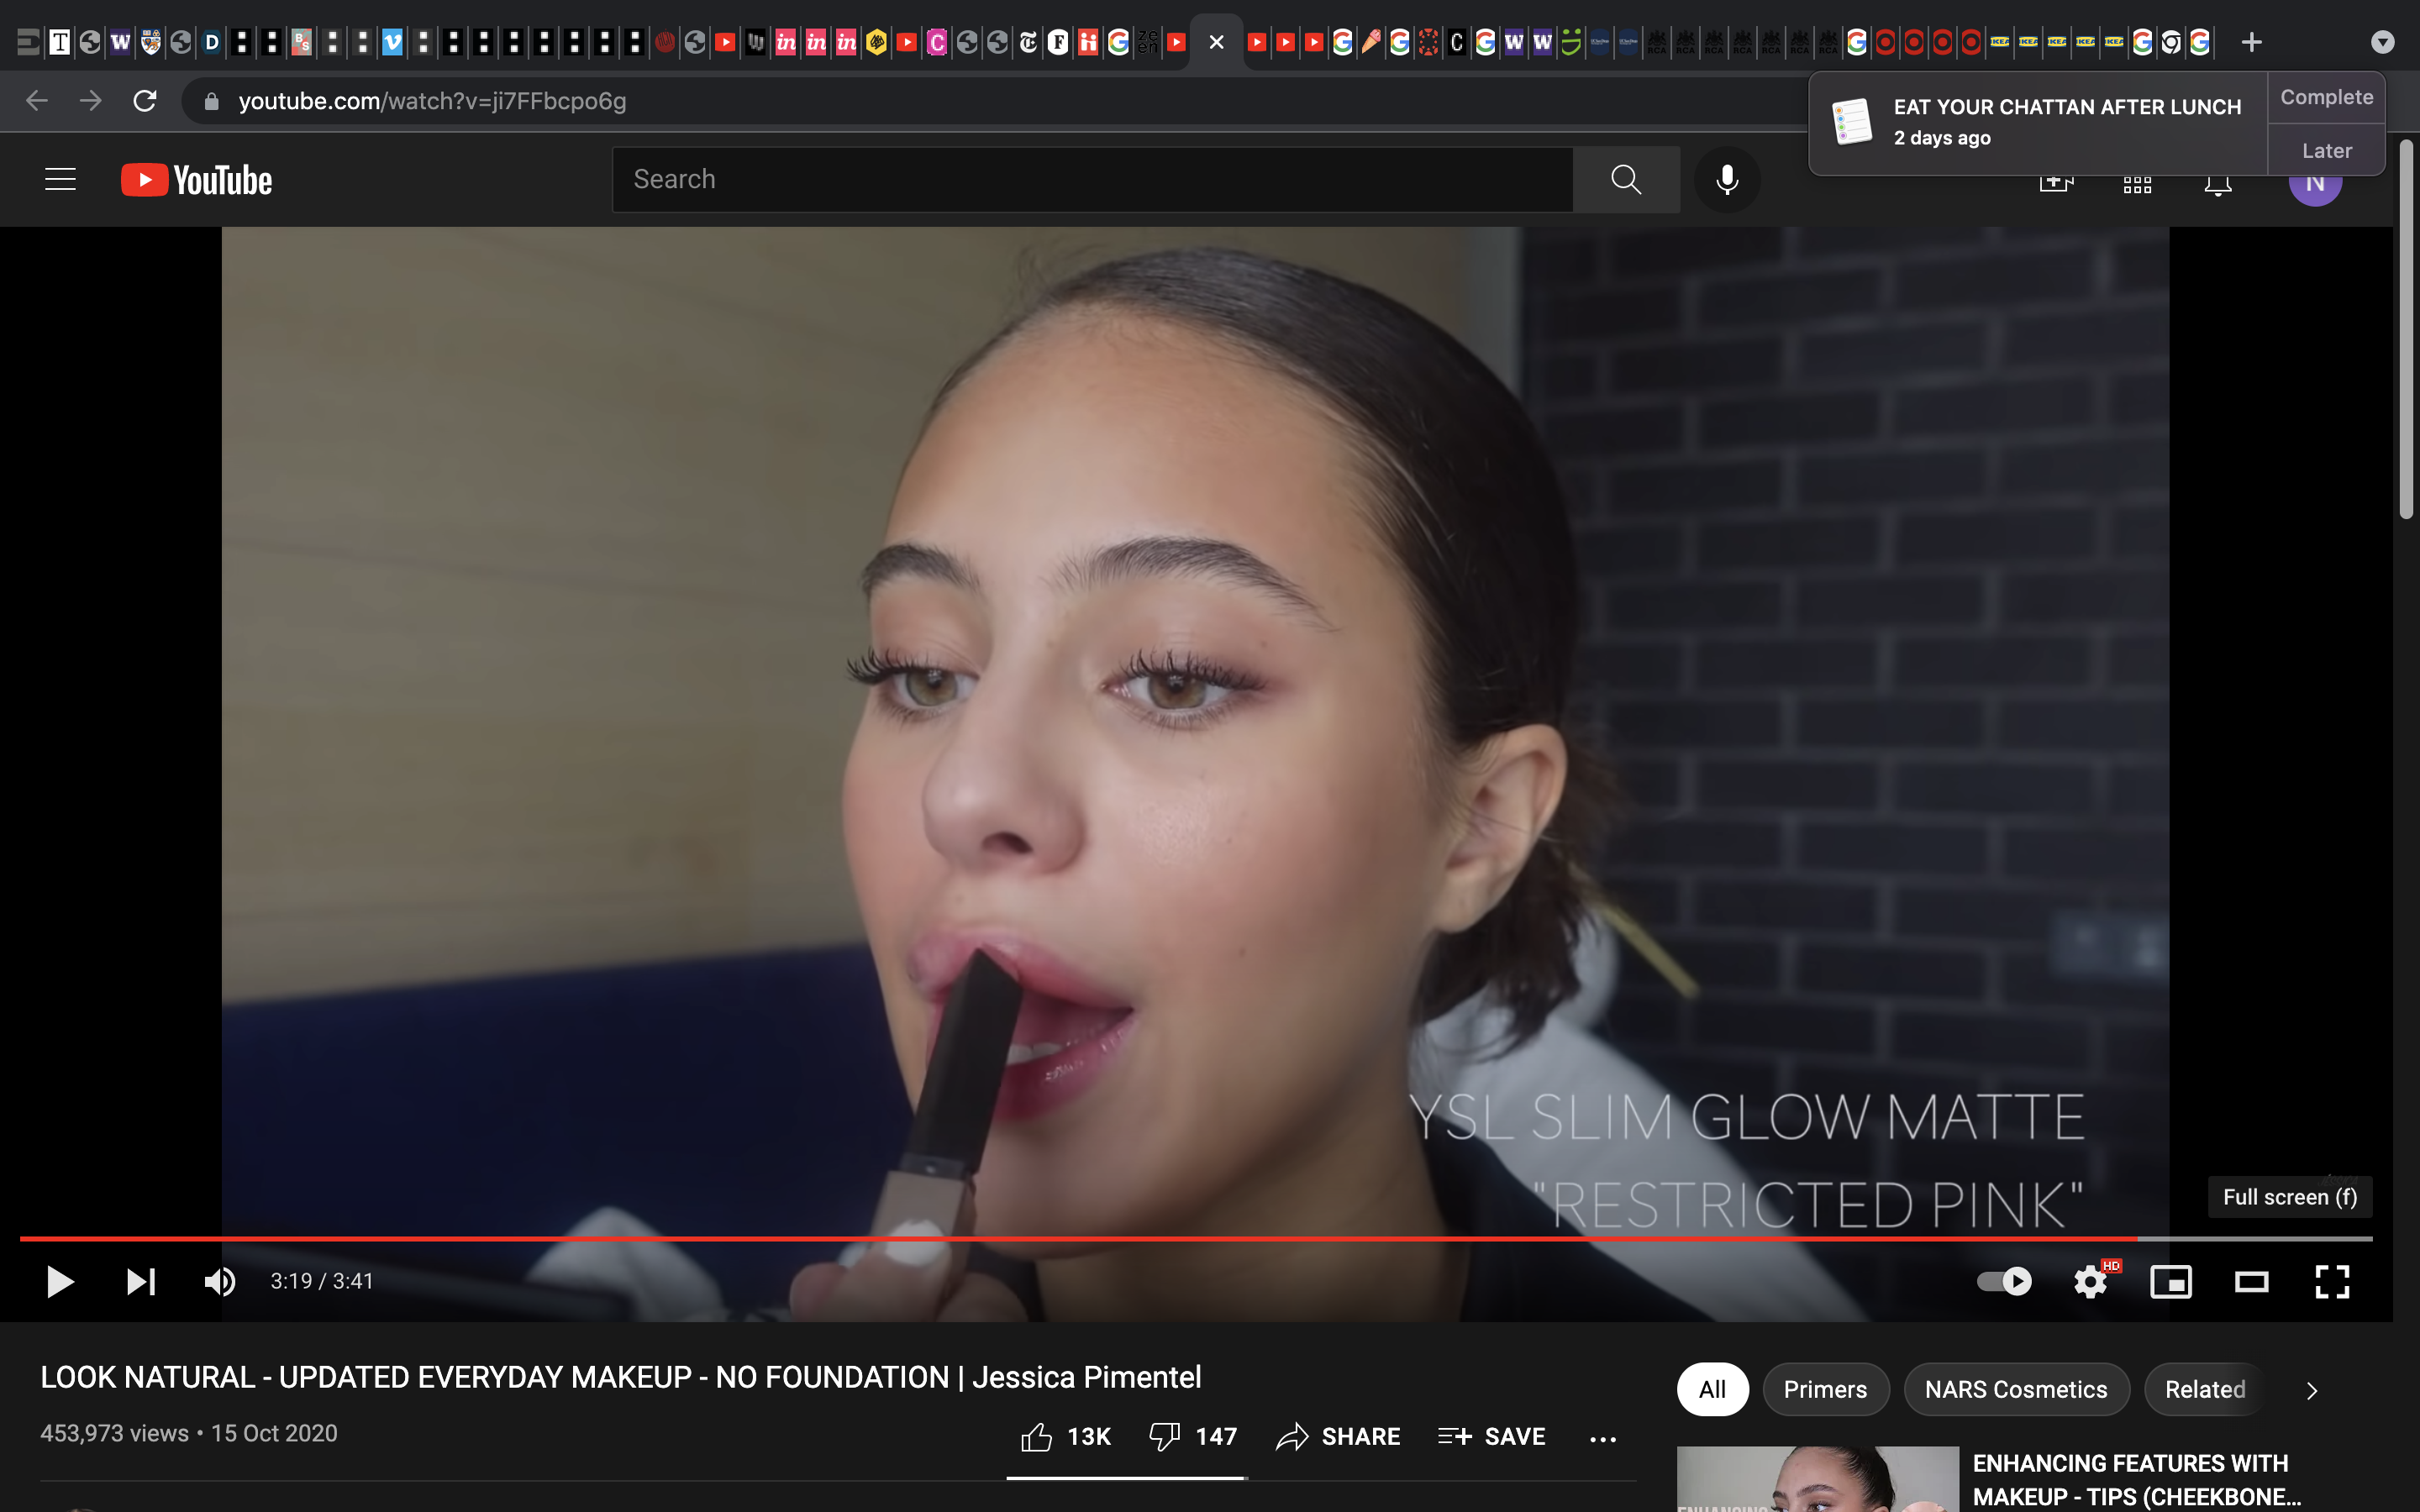 youtube.com/watch?v=ji7FFbcpo6g
EAT YOUR CHATTAN AFTER LUNCH
2 days ago
Complete
Later
YouTube
Search
N
YSL SLIM GLOW MATTE
"RESTRICTED PINK"
Full screen (f)
3:19 / 3:41
HD
LOOK NATURAL - UPDATED EVERYDAY MAKEUP - NO FOUNDATION | Jessica Pimentel
453,973 views • 15 Oct 2020
13K
147
SHARE
SAVE
All
Primers
NARS Cosmetics
Related
ENHANCING FEATURES WITH
MAKEUP - TIPS (CHEEKBONE...